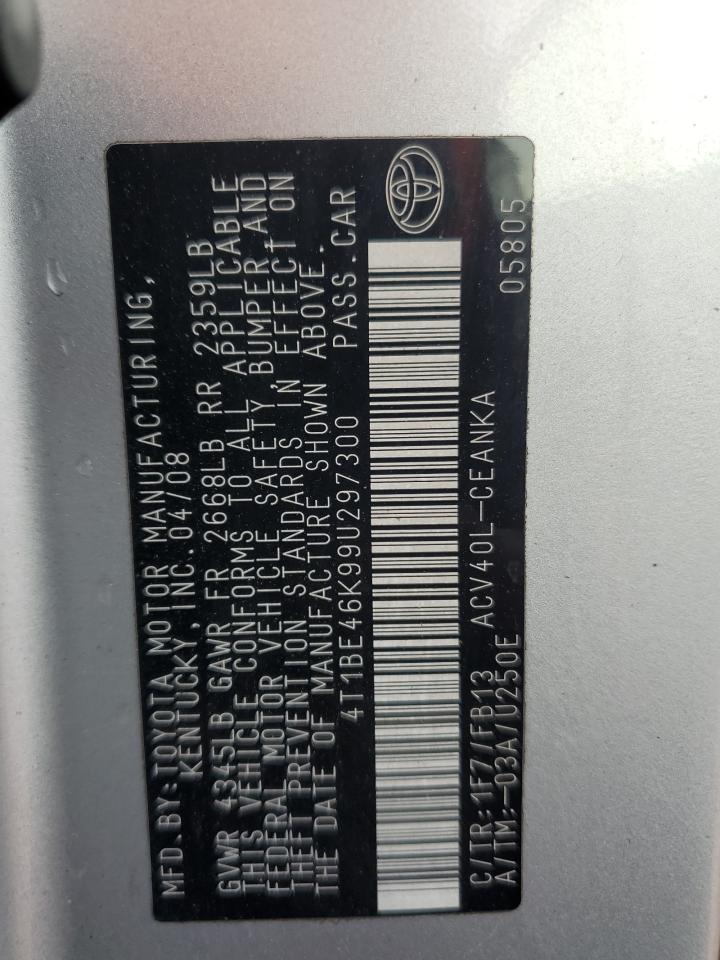 MFD. BY: TOYOTA MOTOR MANUFACTURING,
KENTUCKY, INC. 04/08
GVWR 4345LB GAWR FR 2668LB RR 2359LB
THIS VEHICLE CONFORMS TO ALL APPLICABLE
FEDERAL MOTOR VEHICLE SAFETY, BUMPER AND
THEFT PREVENTION STANDARDS IN EFFECT ON
THE DATE OF MANUFACTURE SHOWN ABOVE.
4T1BE46K99U297300 PASS.CAR
C/TR: 1F7/FB13 ACV40L-CEANKA
A/TM: -03A/U250E 05805